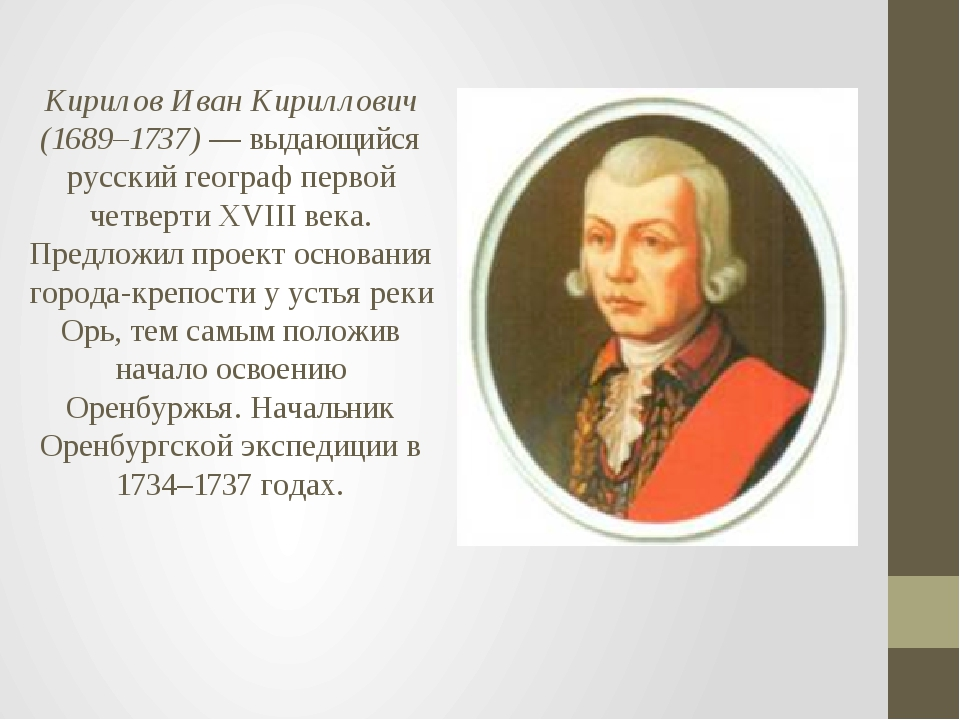 Кирилов Иван Кириллович
(1689–1737) — выдающийся
русский географ первой
четверти XVIII века.
Предложил проект основания
города-крепости у устья реки
Орь, тем самым положив
начало освоению
Оренбуржья. Начальник
Оренбургской экспедиции в
1734–1737 годах.